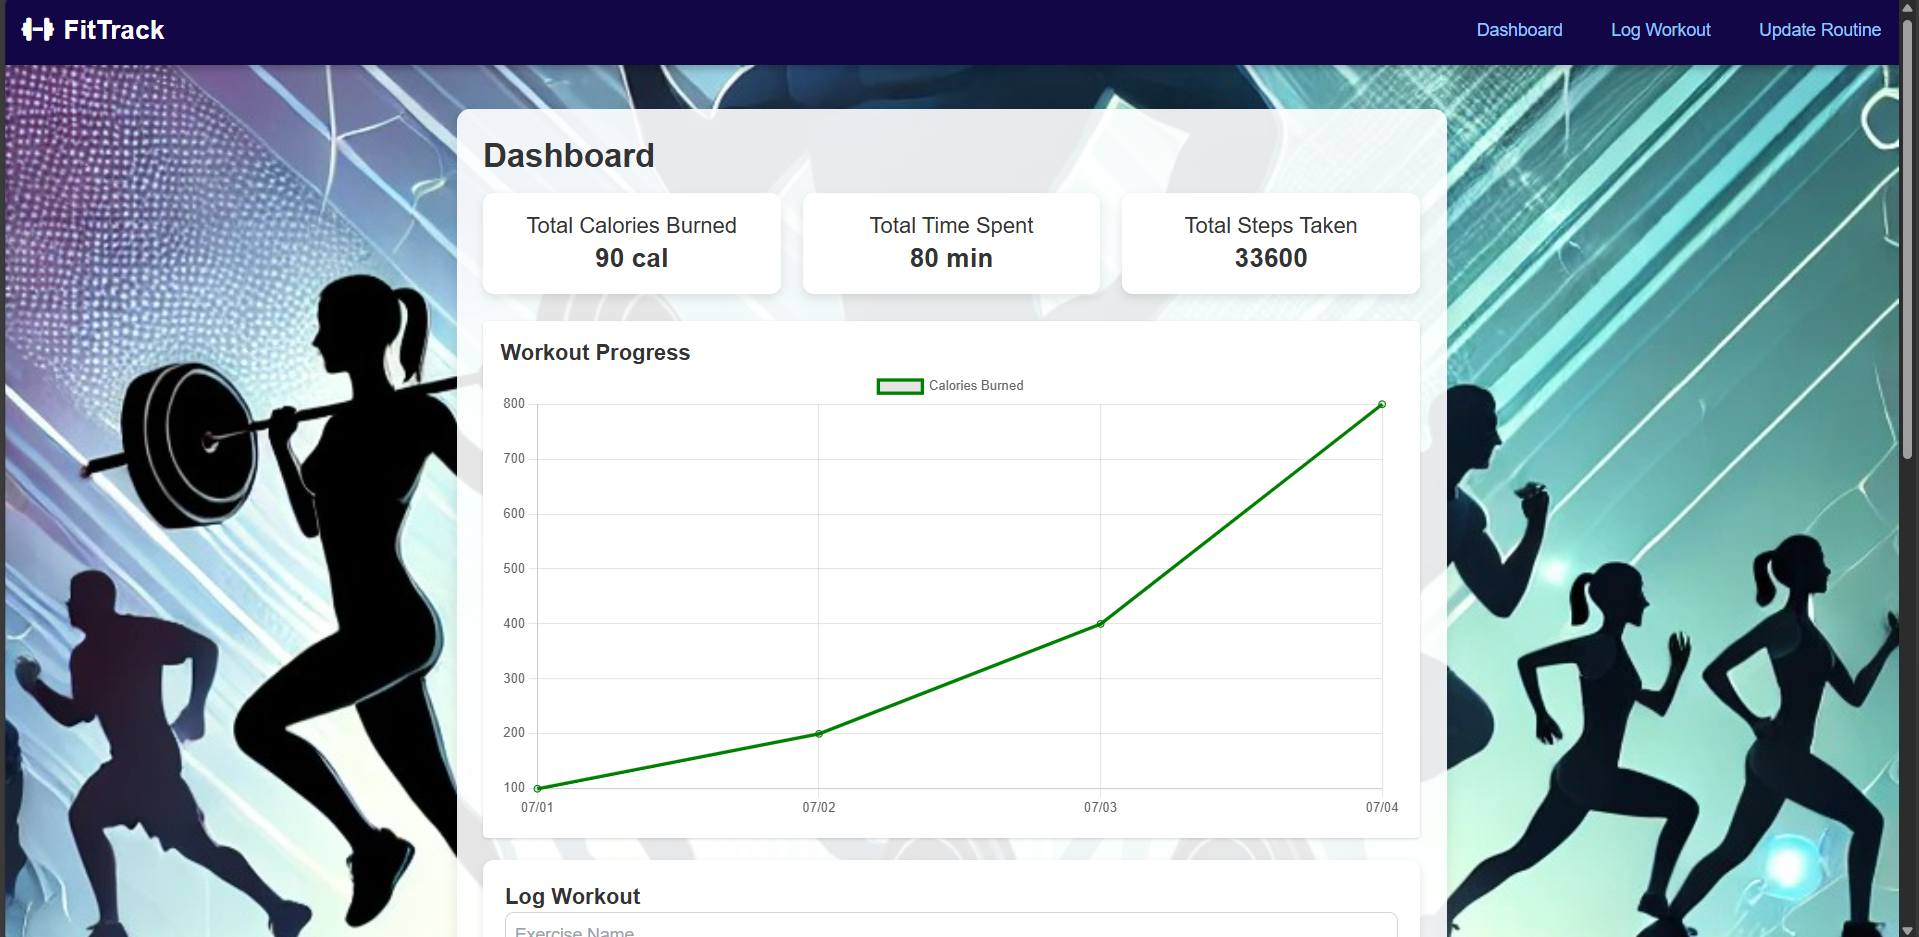 FitTrack
Dashboard
Log Workout
Update Routine
Dashboard
Total Calories Burned
90 cal
Total Time Spent
80 min
Total Steps Taken
33600
Workout Progress
Calories Burned
800
700
600
500
400
300
200
100
07/01
07/02
07/03
07/04
Log Workout
Exercise Name